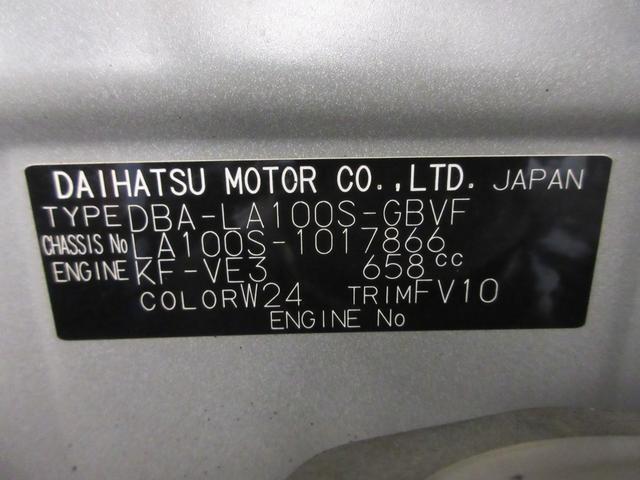 DAIHATSU MOTOR CO.,LTD. JAPAN
TYPE DBA-LA100S-GBVF
CHASSIS No LA100S-1017866
ENGINE KF-VE3 658cc
COLOR W24 TRIM FV10
ENGINE No